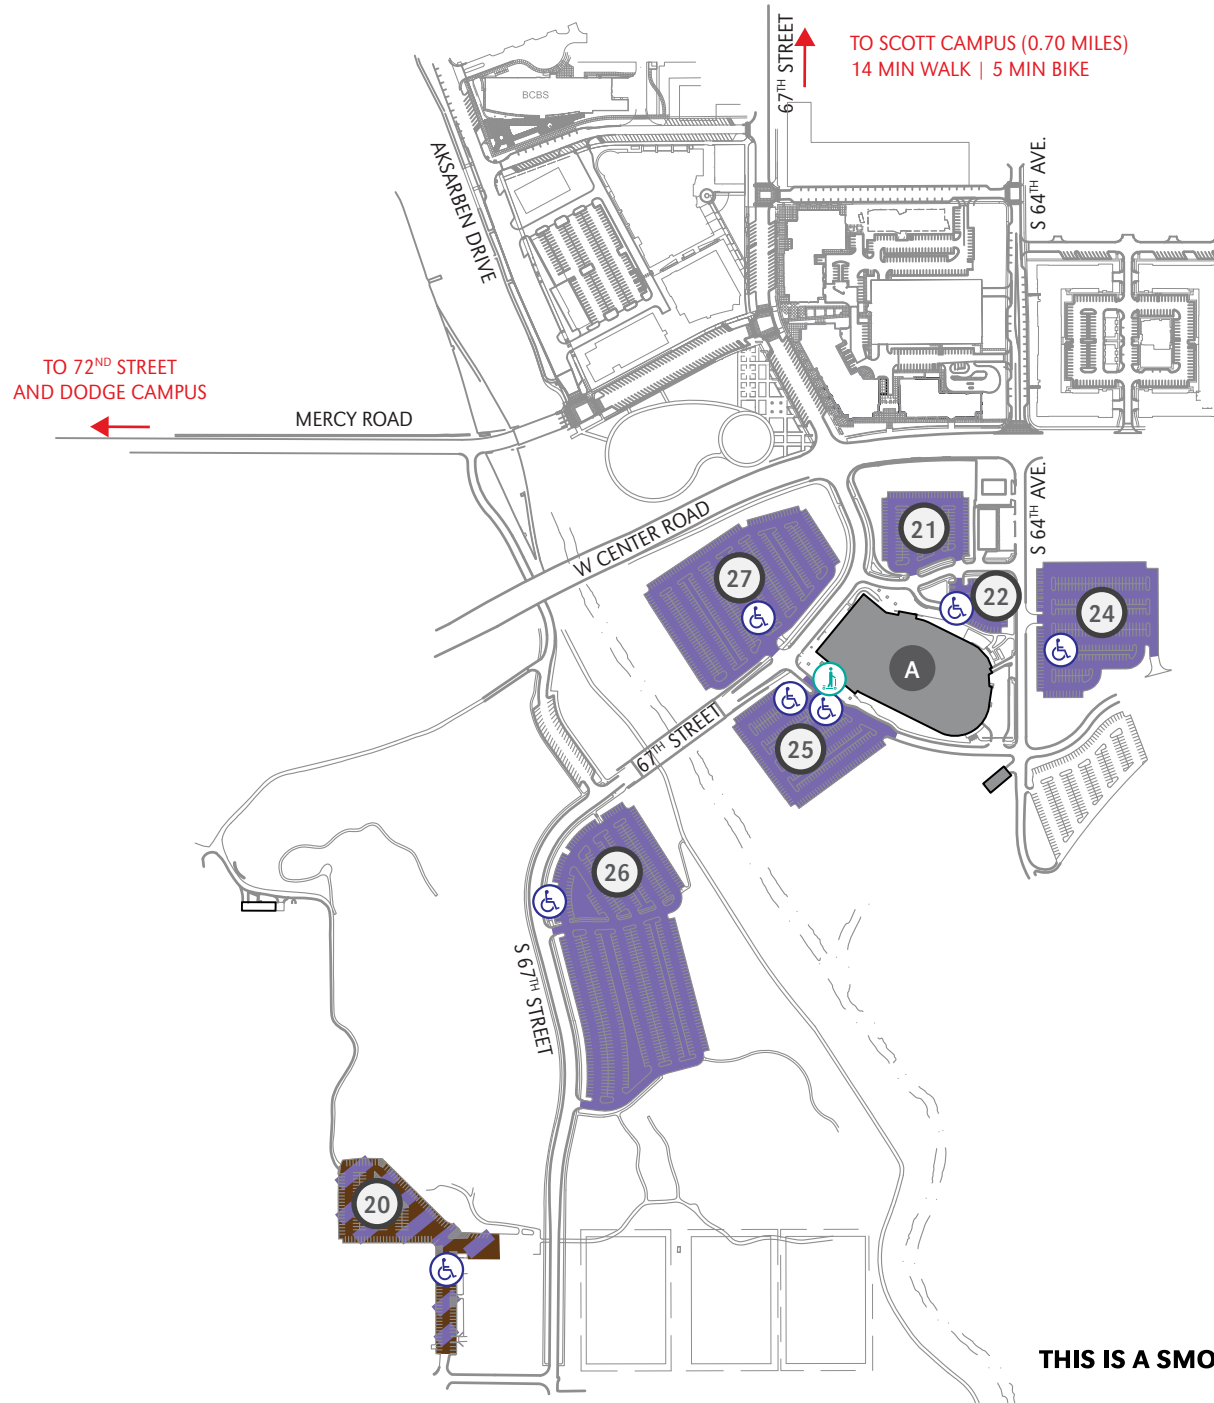 67TH STREET
TO SCOTT CAMPUS (0.70 MILES)
14 MIN WALK | 5 MIN BIKE
BCBS
AKSARBEN DRIVE
S 64TH AVE.
TO 72ND STREET
AND DODGE CAMPUS
MERCY ROAD
W CENTER ROAD
S 64TH AVE.
21
27
22
24
A
67TH STREET
25
26
S 67TH STREET
20
THIS IS A SMO